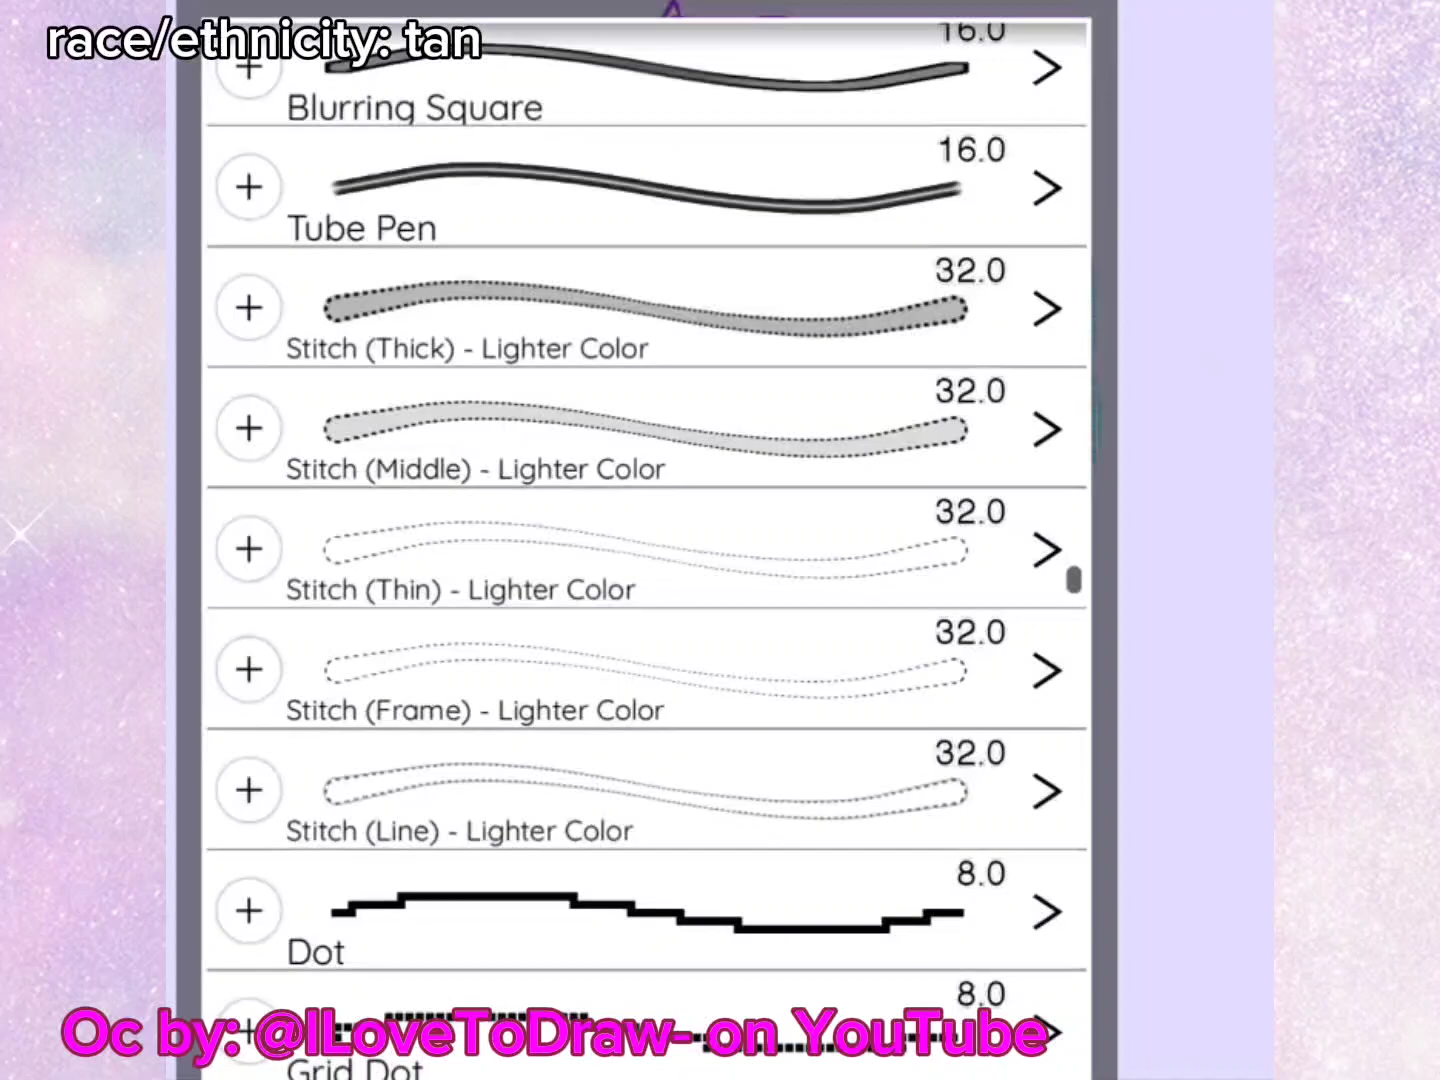 race/ethnicity: tan
16.0
Blurring Square
16.0
Tube Pen
32.0
Stitch (Thick) - Lighter Color
32.0
Stitch (Middle) - Lighter Color
32.0
Stitch (Thin) - Lighter Color
32.0
Stitch (Frame) - Lighter Color
32.0
Stitch (Line) - Lighter Color
8.0
Dot
8.0
Oc by: @ILoveToDraw- on YouTube
Grid Dot